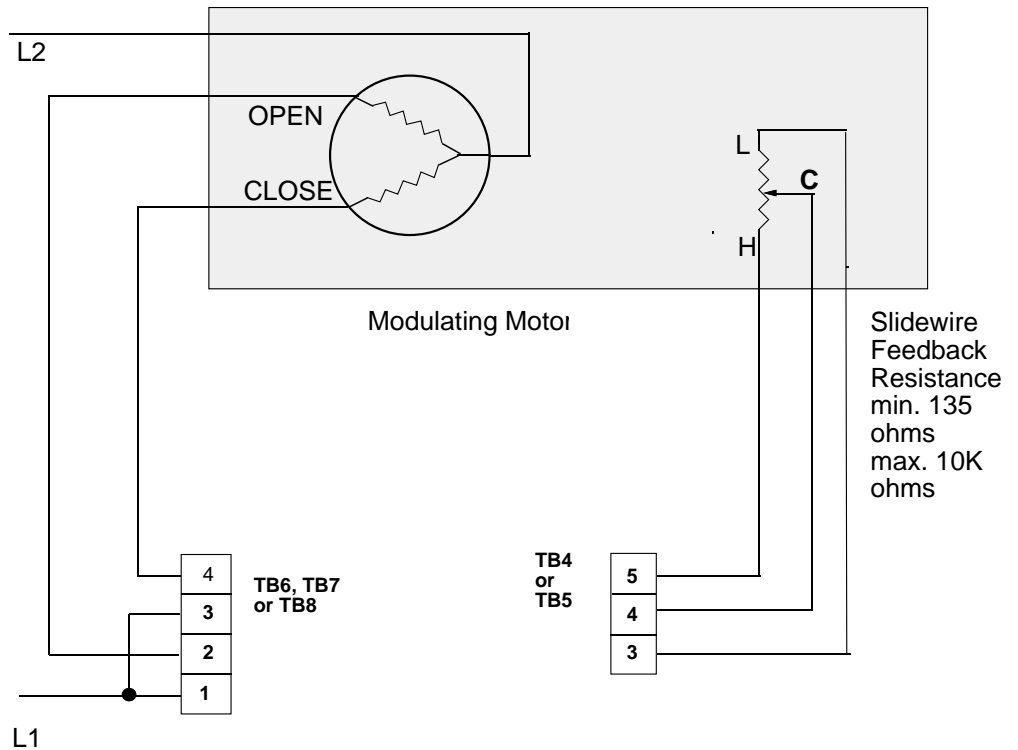 L2
OPEN
CLOSE
L
C
H
Modulating Motor
Slidewire
Feedback
Resistance
min. 135
ohms
max. 10K
ohms
4
3
2
1
TB6, TB7
or TB8
TB4
or
TB5
5
4
3
L1